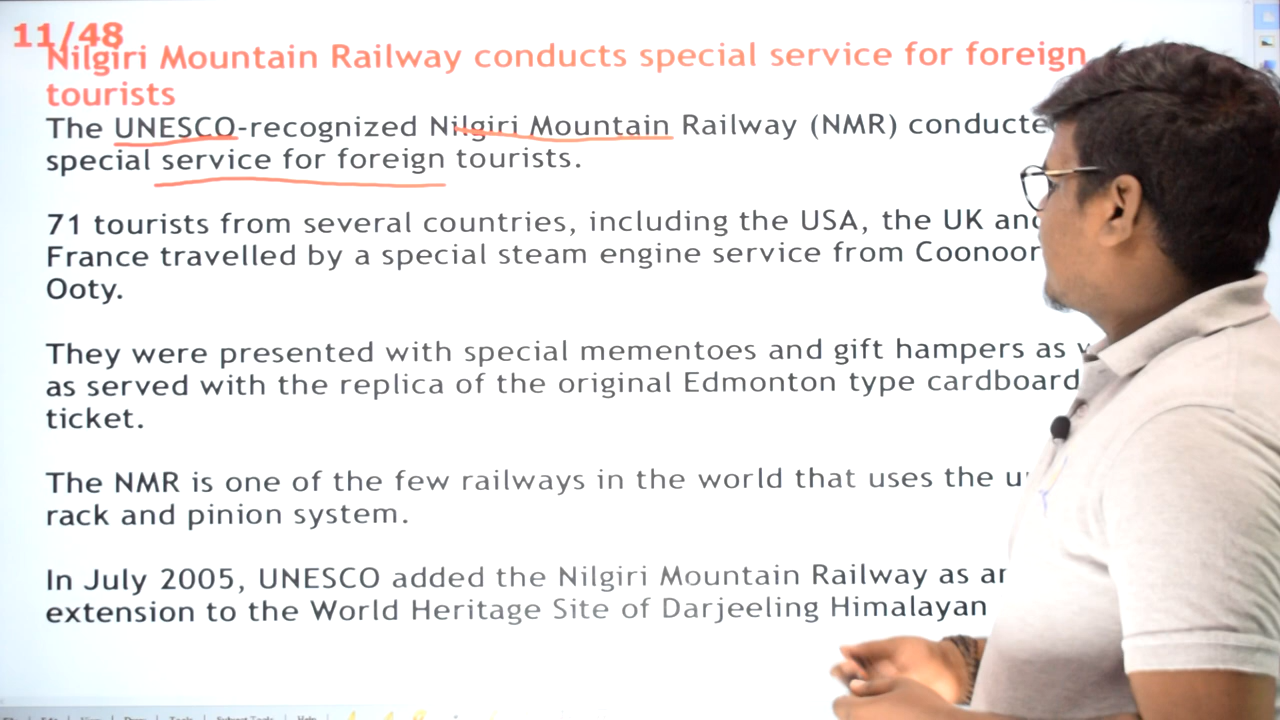 11/48
Nilgiri Mountain Railway conducts special service for foreign
tourists
The UNESCO-recognized Nilgiri Mountain Railway (NMR) conducte
special service for foreign tourists.
71 tourists from several countries, including the USA, the UK and
France travelled by a special steam engine service from Coonoor
Ooty.
They were presented with special mementoes and gift hampers as
as served with the replica of the original Edmonton type cardboard
ticket.
The NMR is one of the few railways in the world that uses the
rack and pinion system.
In July 2005, UNESCO added the Nilgiri Mountain Railway as an
extension to the World Heritage Site of Darjeeling Himalayan